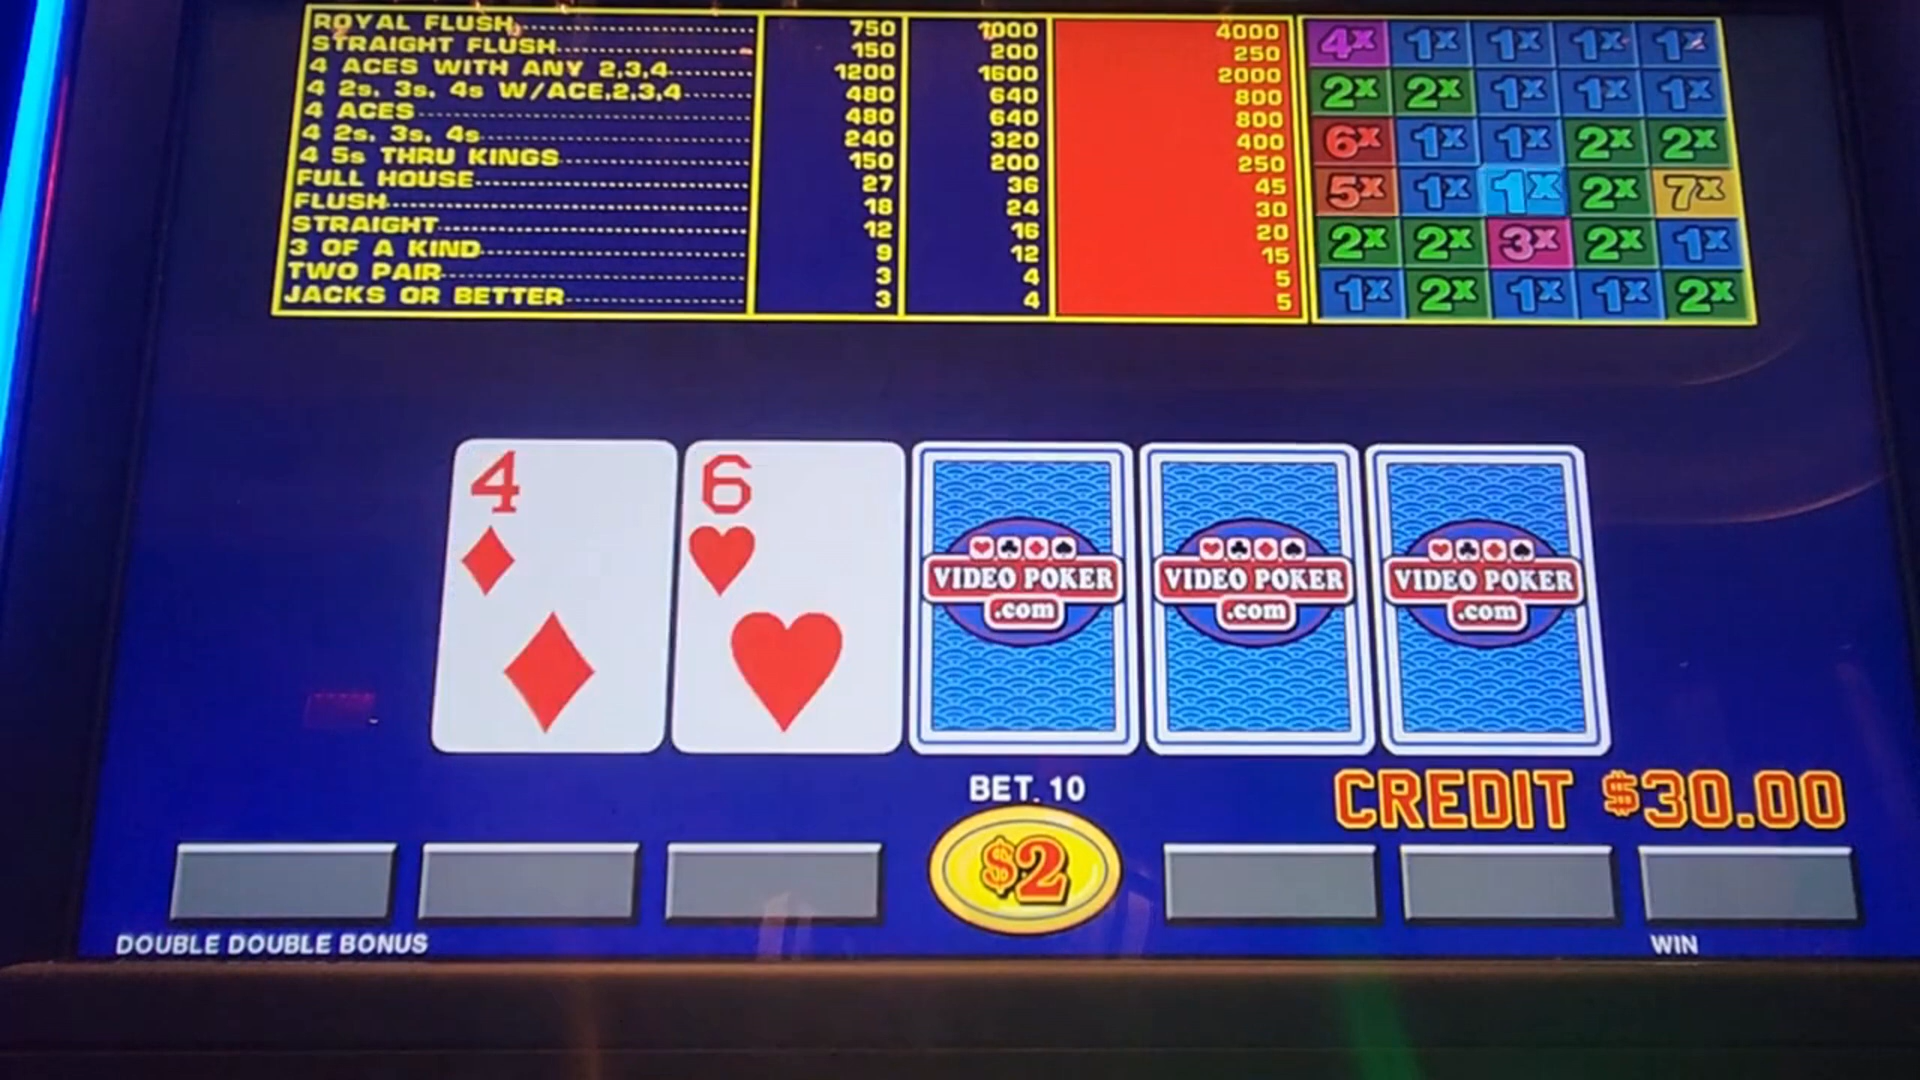 ROYAL FLUSH 750 1000 4000
STRAIGHT FLUSH 150 200 250
4 ACES WITH ANY 2,3,4 1200 1600 2000
4 2s, 3s, 4s W/ACE,2,3,4 480 640 800
4 ACES 480 640 800
4 2s, 3s, 4s 240 320 400
4 5s THRU KINGS 150 200 250
FULL HOUSE 27 36 45
FLUSH 18 24 30
STRAIGHT 12 16 20
3 OF A KIND 9 12 15
TWO PAIR 3 4 5
JACKS OR BETTER 3 4 5
4x 1x 1x 1x 1x
2x 2x 1x 1x 1x
6x 1x 1x 2x 2x
5x 1x 1x 2x 7x
2x 2x 3x 2x 1x
1x 2x 1x 1x 2x
4 6
VIDEO POKER VIDEO POKER VIDEO POKER
.com .com .com
BET. 10
CREDIT $30.00
$2
DOUBLE DOUBLE BONUS
WIN